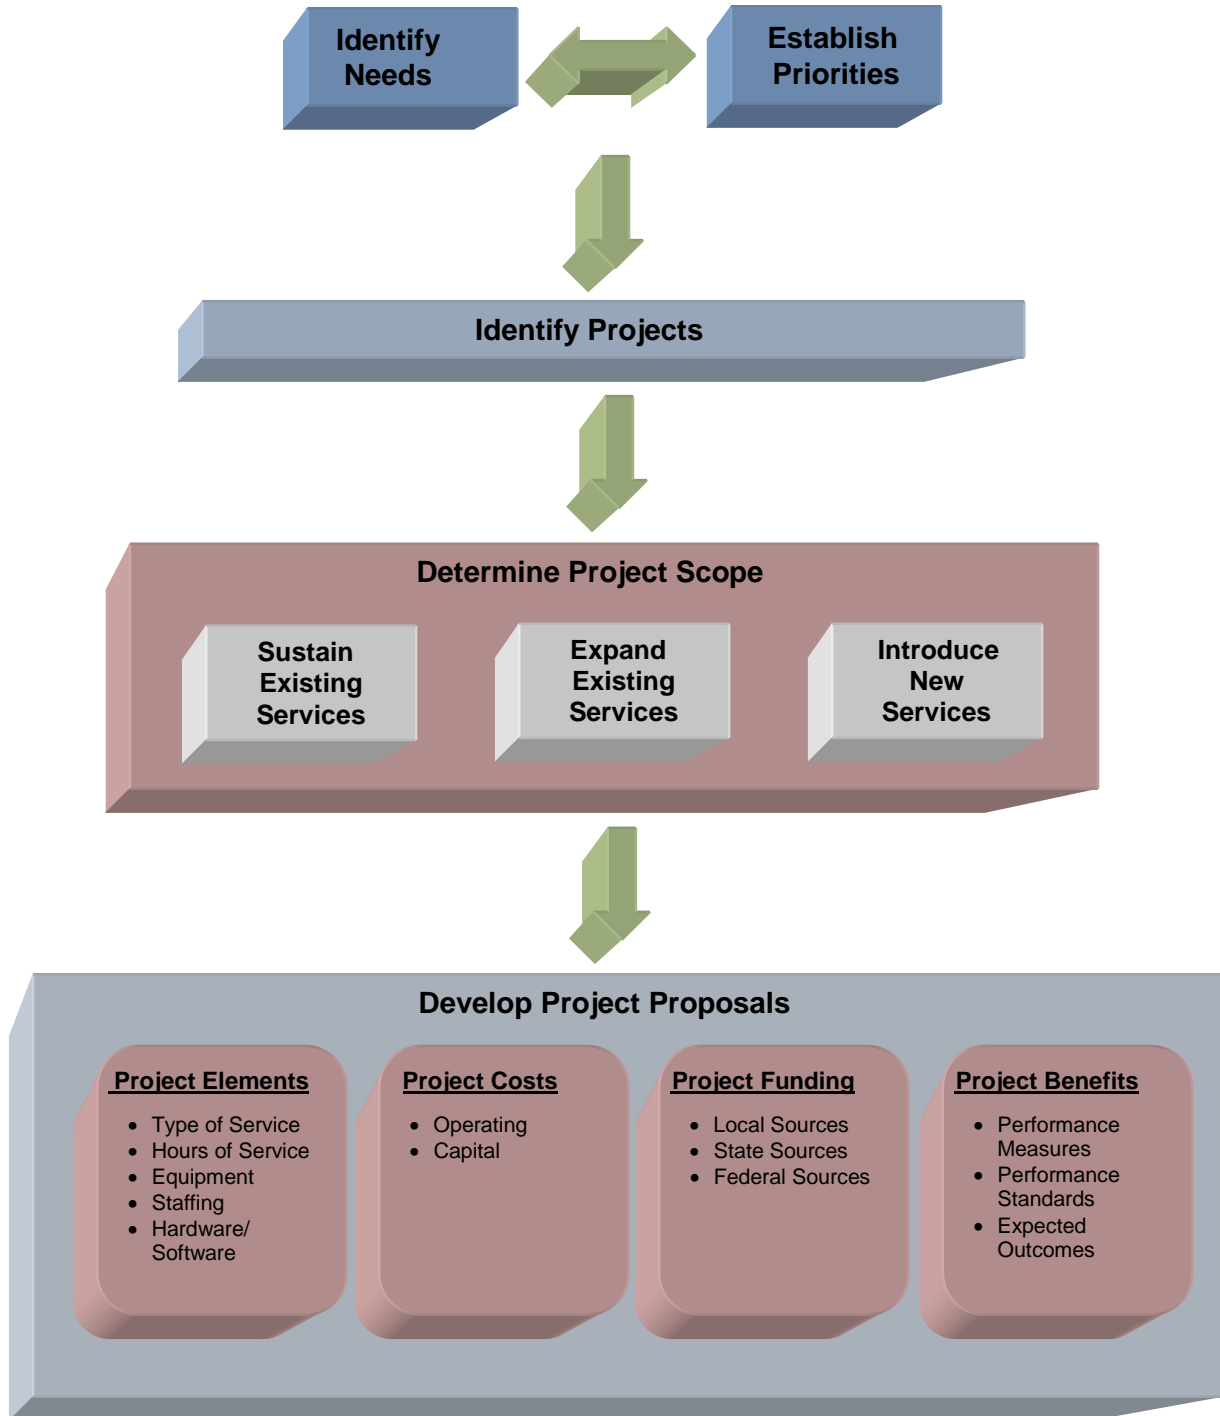 Identify
Needs
Establish
Priorities
Identify Projects
Determine Project Scope
Sustain
Existing
Services
Expand
Existing
Services
Introduce
New
Services
Develop Project Proposals
Project Elements
• Type of Service
• Hours of Service
• Equipment
• Staffing
• Hardware/
Software
Project Costs
• Operating
• Capital
Project Funding
• Local Sources
• State Sources
• Federal Sources
Project Benefits
• Performance
Measures
• Performance
Standards
• Expected
Outcomes